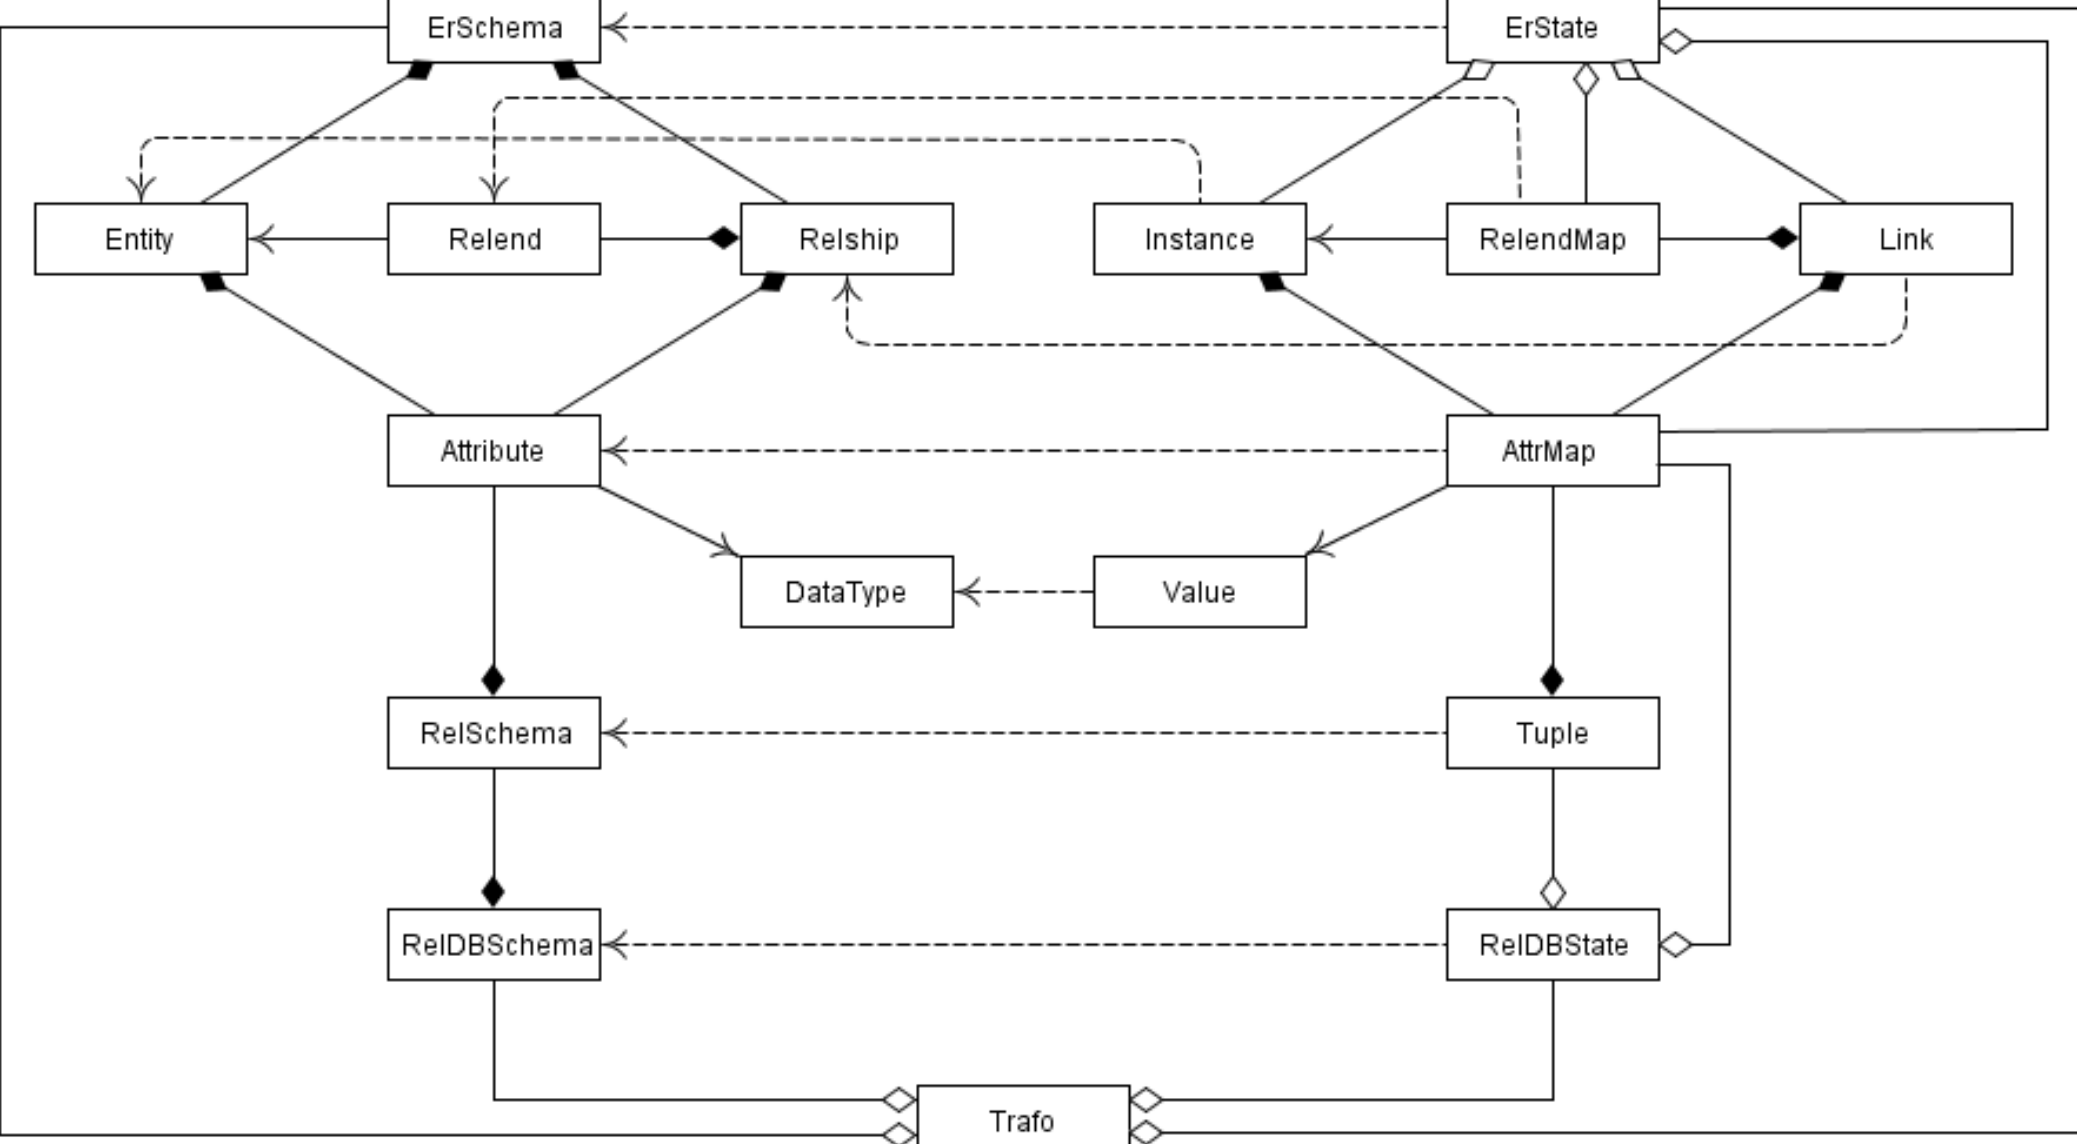 ErSchema
ErState
Entity
Relend
Relship
Instance
RelendMap
Link
Attribute
AttrMap
DataType
Value
RelSchema
Tuple
RelDBSchema
RelDBState
Trafo